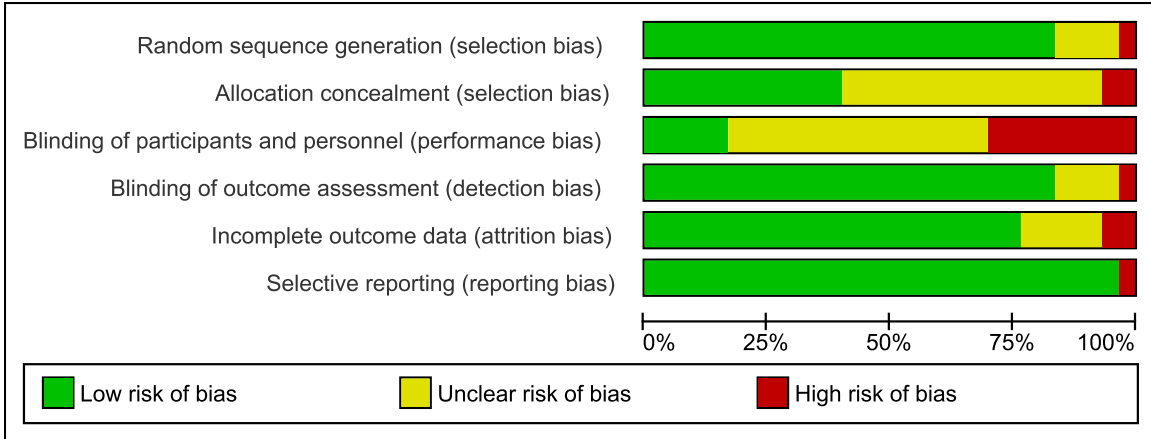 Random sequence generation (selection bias)
Allocation concealment (selection bias)
Blinding of participants and personnel (performance bias)
Blinding of outcome assessment (detection bias)
Incomplete outcome data (attrition bias)
Selective reporting (reporting bias)
0% 25% 50% 75% 100%
Low risk of bias Unclear risk of bias High risk of bias